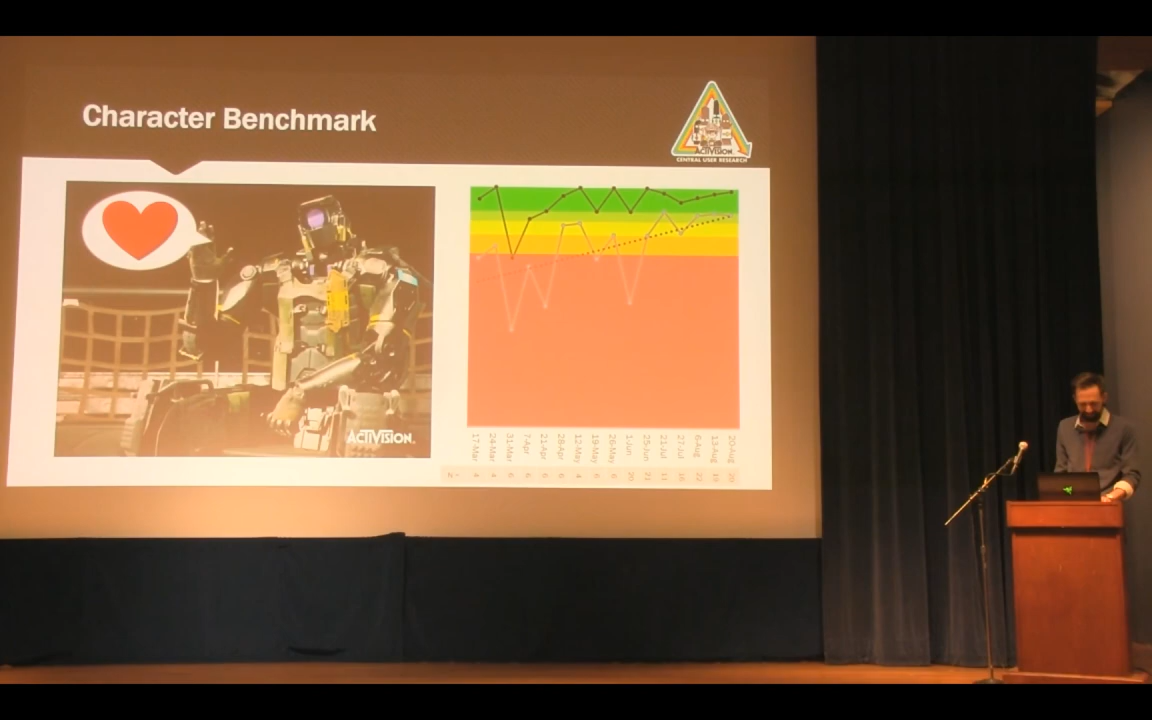 Character Benchmark
ACTIVISION
CENTRAL USER RESEARCH
ACTIVISION
17-Mar
24-Mar
31-Mar
7-Apr
21-Apr
28-Apr
12-May
19-May
26-May
1-Jun
25-Jun
21-Jul
27-Jul
6-Aug
13-Aug
20-Aug